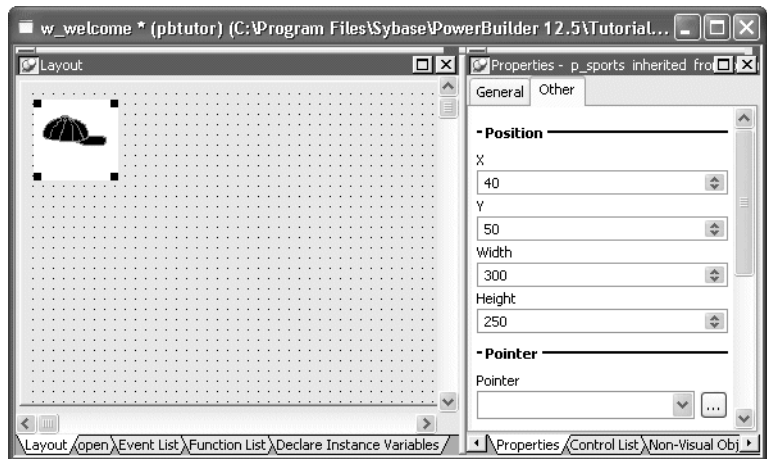 w_welcome * (pbtutor) (C:\Program Files\Sybase\PowerBuilder 12.5\Tutorial...
Layout
Properties - p_sports inherited from
General Other
Position
X
40
Y
50
Width
300
Height
250
Pointer
Pointer
...
Layout open Event List Function List Declare Instance Variables
Properties Control List Non-Visual Obj